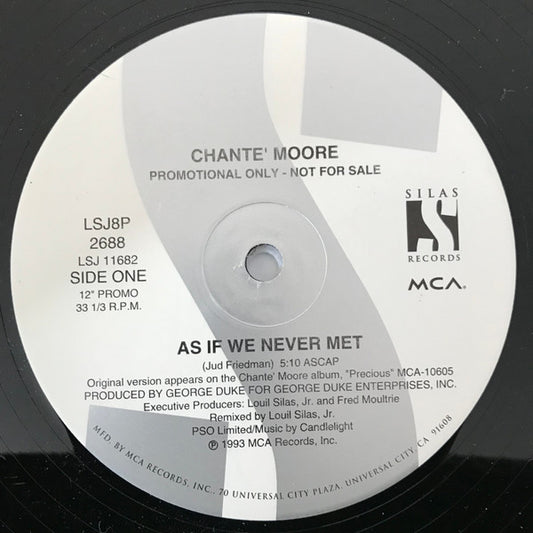 CHANTE' MOORE
PROMOTIONAL ONLY - NOT FOR SALE
LSJ8P
2688
LSJ 11682
SIDE ONE
12" PROMO
33 1/3 R.P.M.
SILAS
S
RECORDS
MCA®
AS IF WE NEVER MET
(Jud Friedman) 5:10 ASCAP
Original version appears on the Chante' Moore album, "Precious" MCA-10605
PRODUCED BY GEORGE DUKE FOR GEORGE DUKE ENTERPRISES, INC.
Executive Producers: Louil Silas, Jr. and Fred Moultrie
Remixed by Louil Silas, Jr.
PSO Limited/Music by Candlelight
℗ 1993 MCA Records, Inc.
MFD. BY MCA RECORDS, INC., 70 UNIVERSAL CITY PLAZA, UNIVERSAL CITY, CA 91608